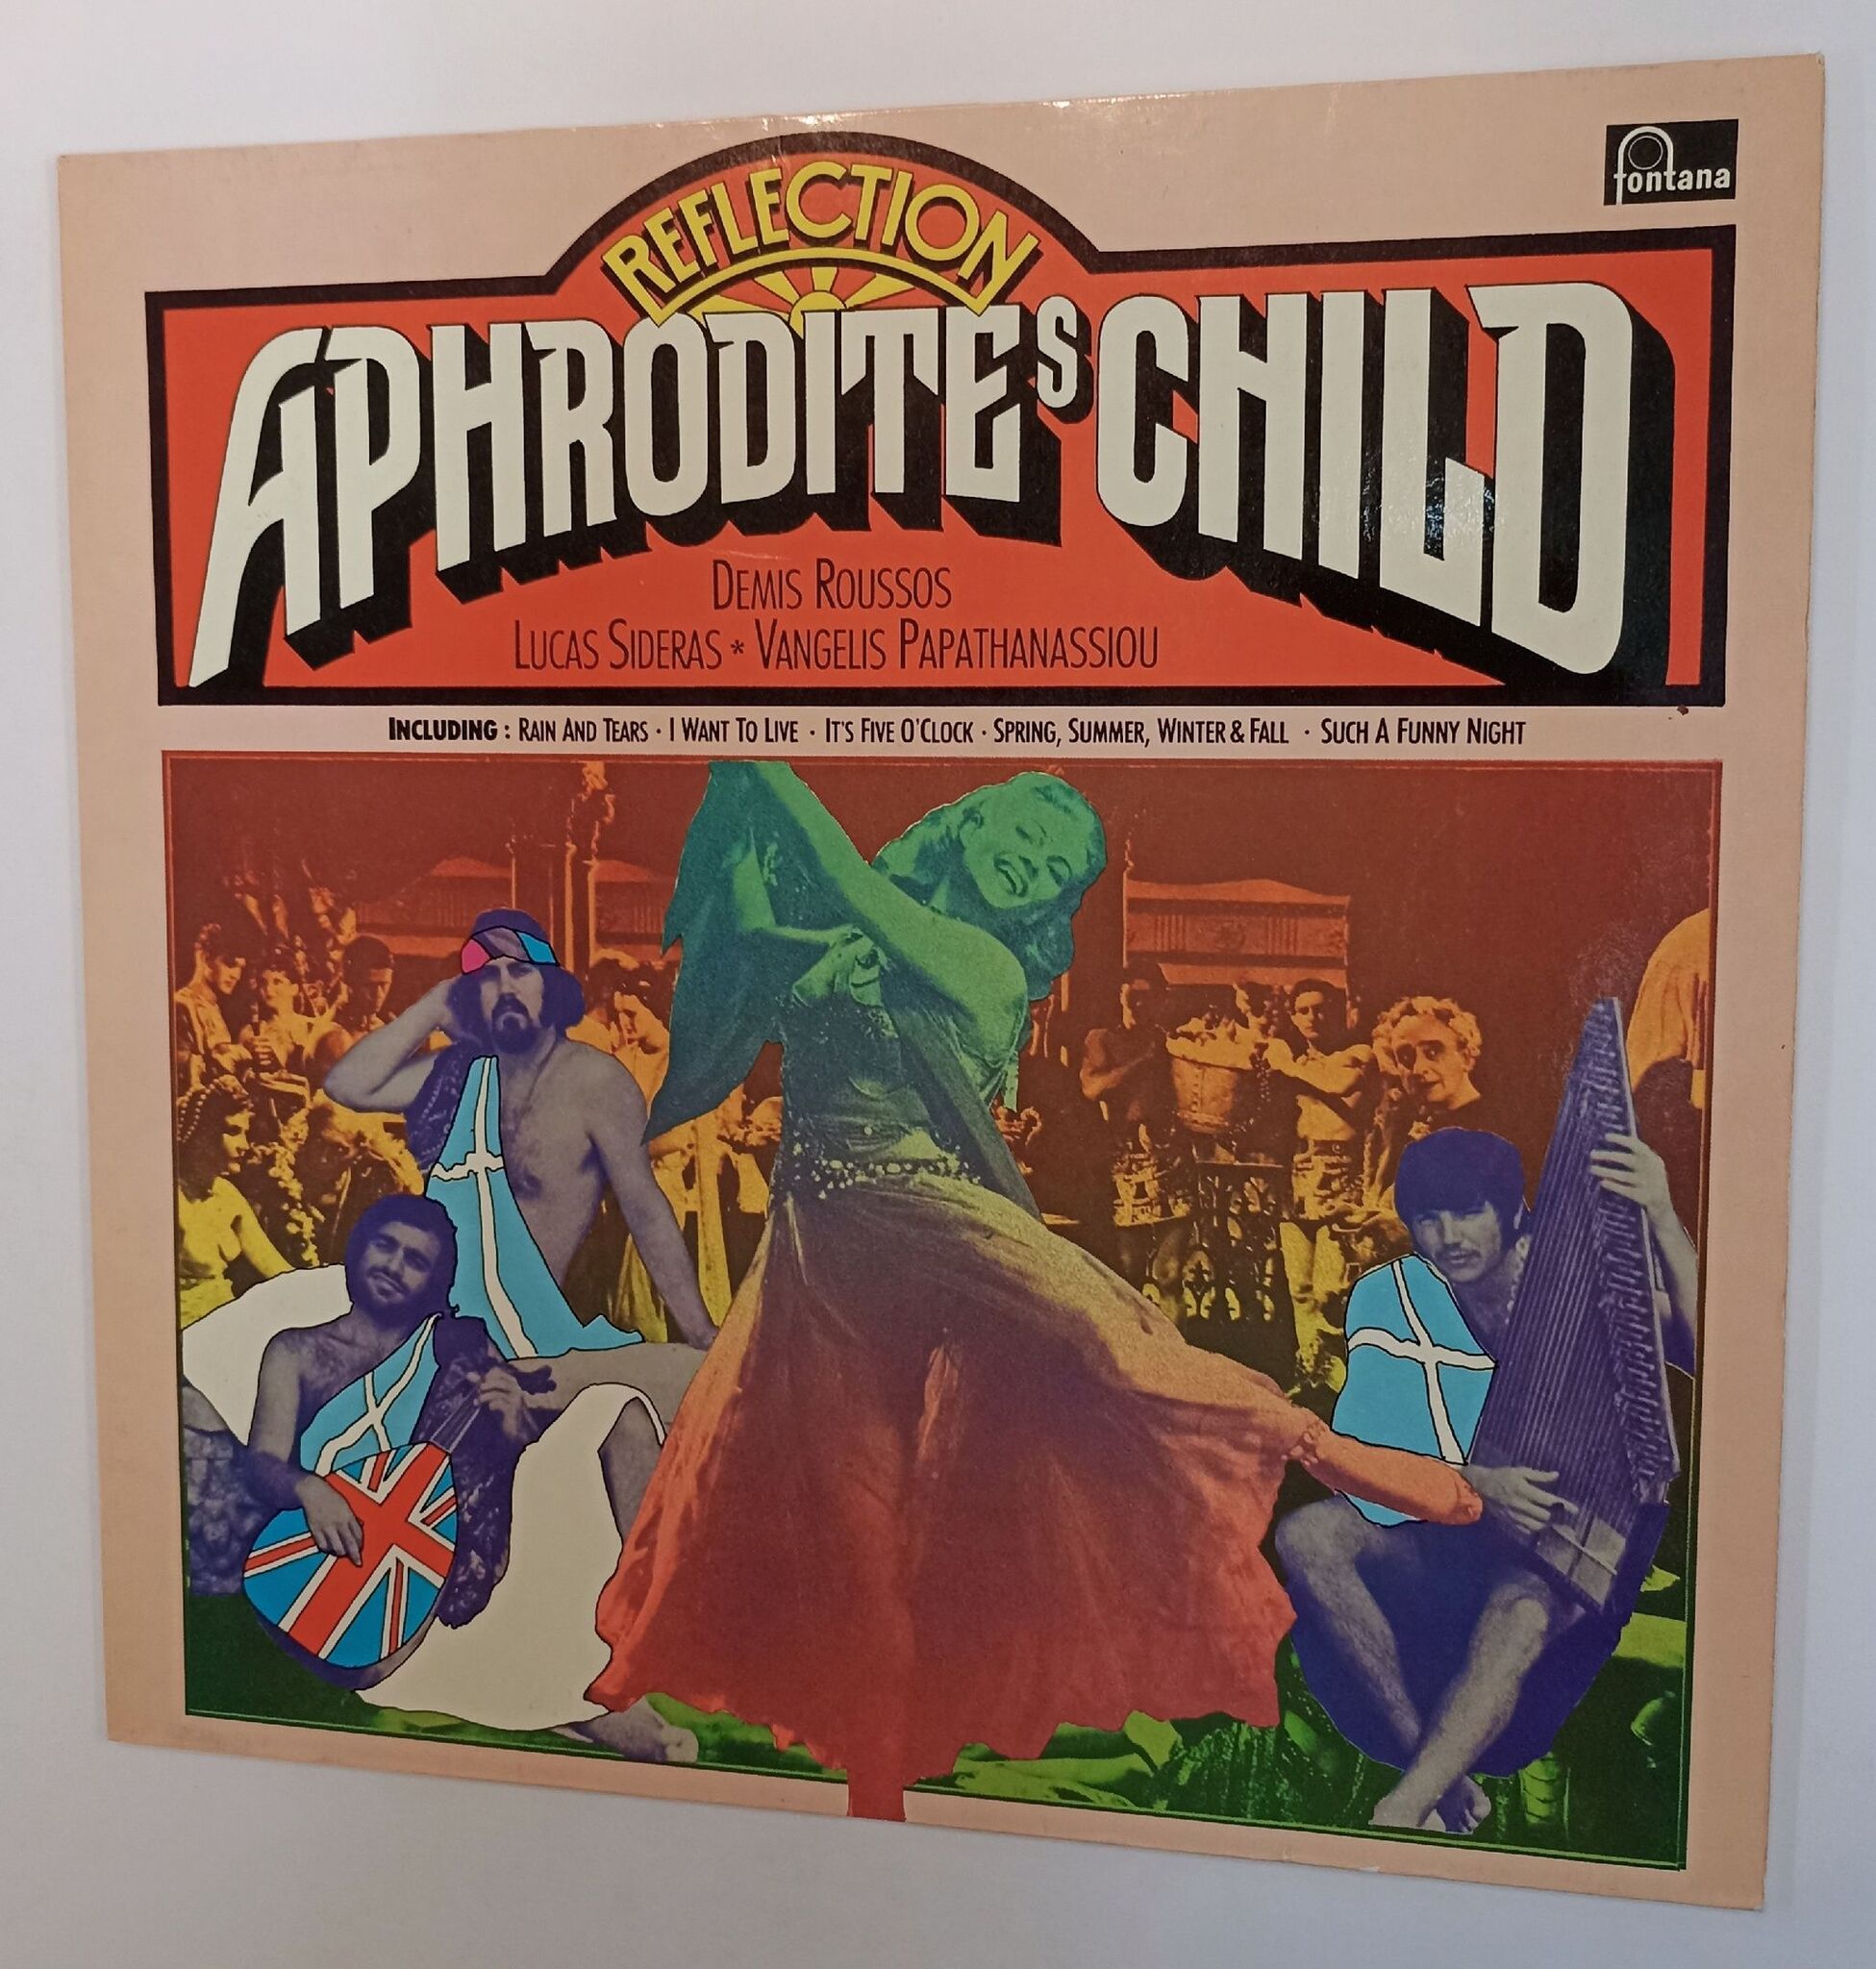 fontana
REFLECTION
APHRODITES CHILD
DEMIS ROUSSOS
LUCAS SIDERAS * VANGELIS PAPATHANASSIOU
INCLUDING : RAIN AND TEARS · I WANT TO LIVE · IT'S FIVE O'CLOCK · SPRING, SUMMER, WINTER & FALL · SUCH A FUNNY NIGHT